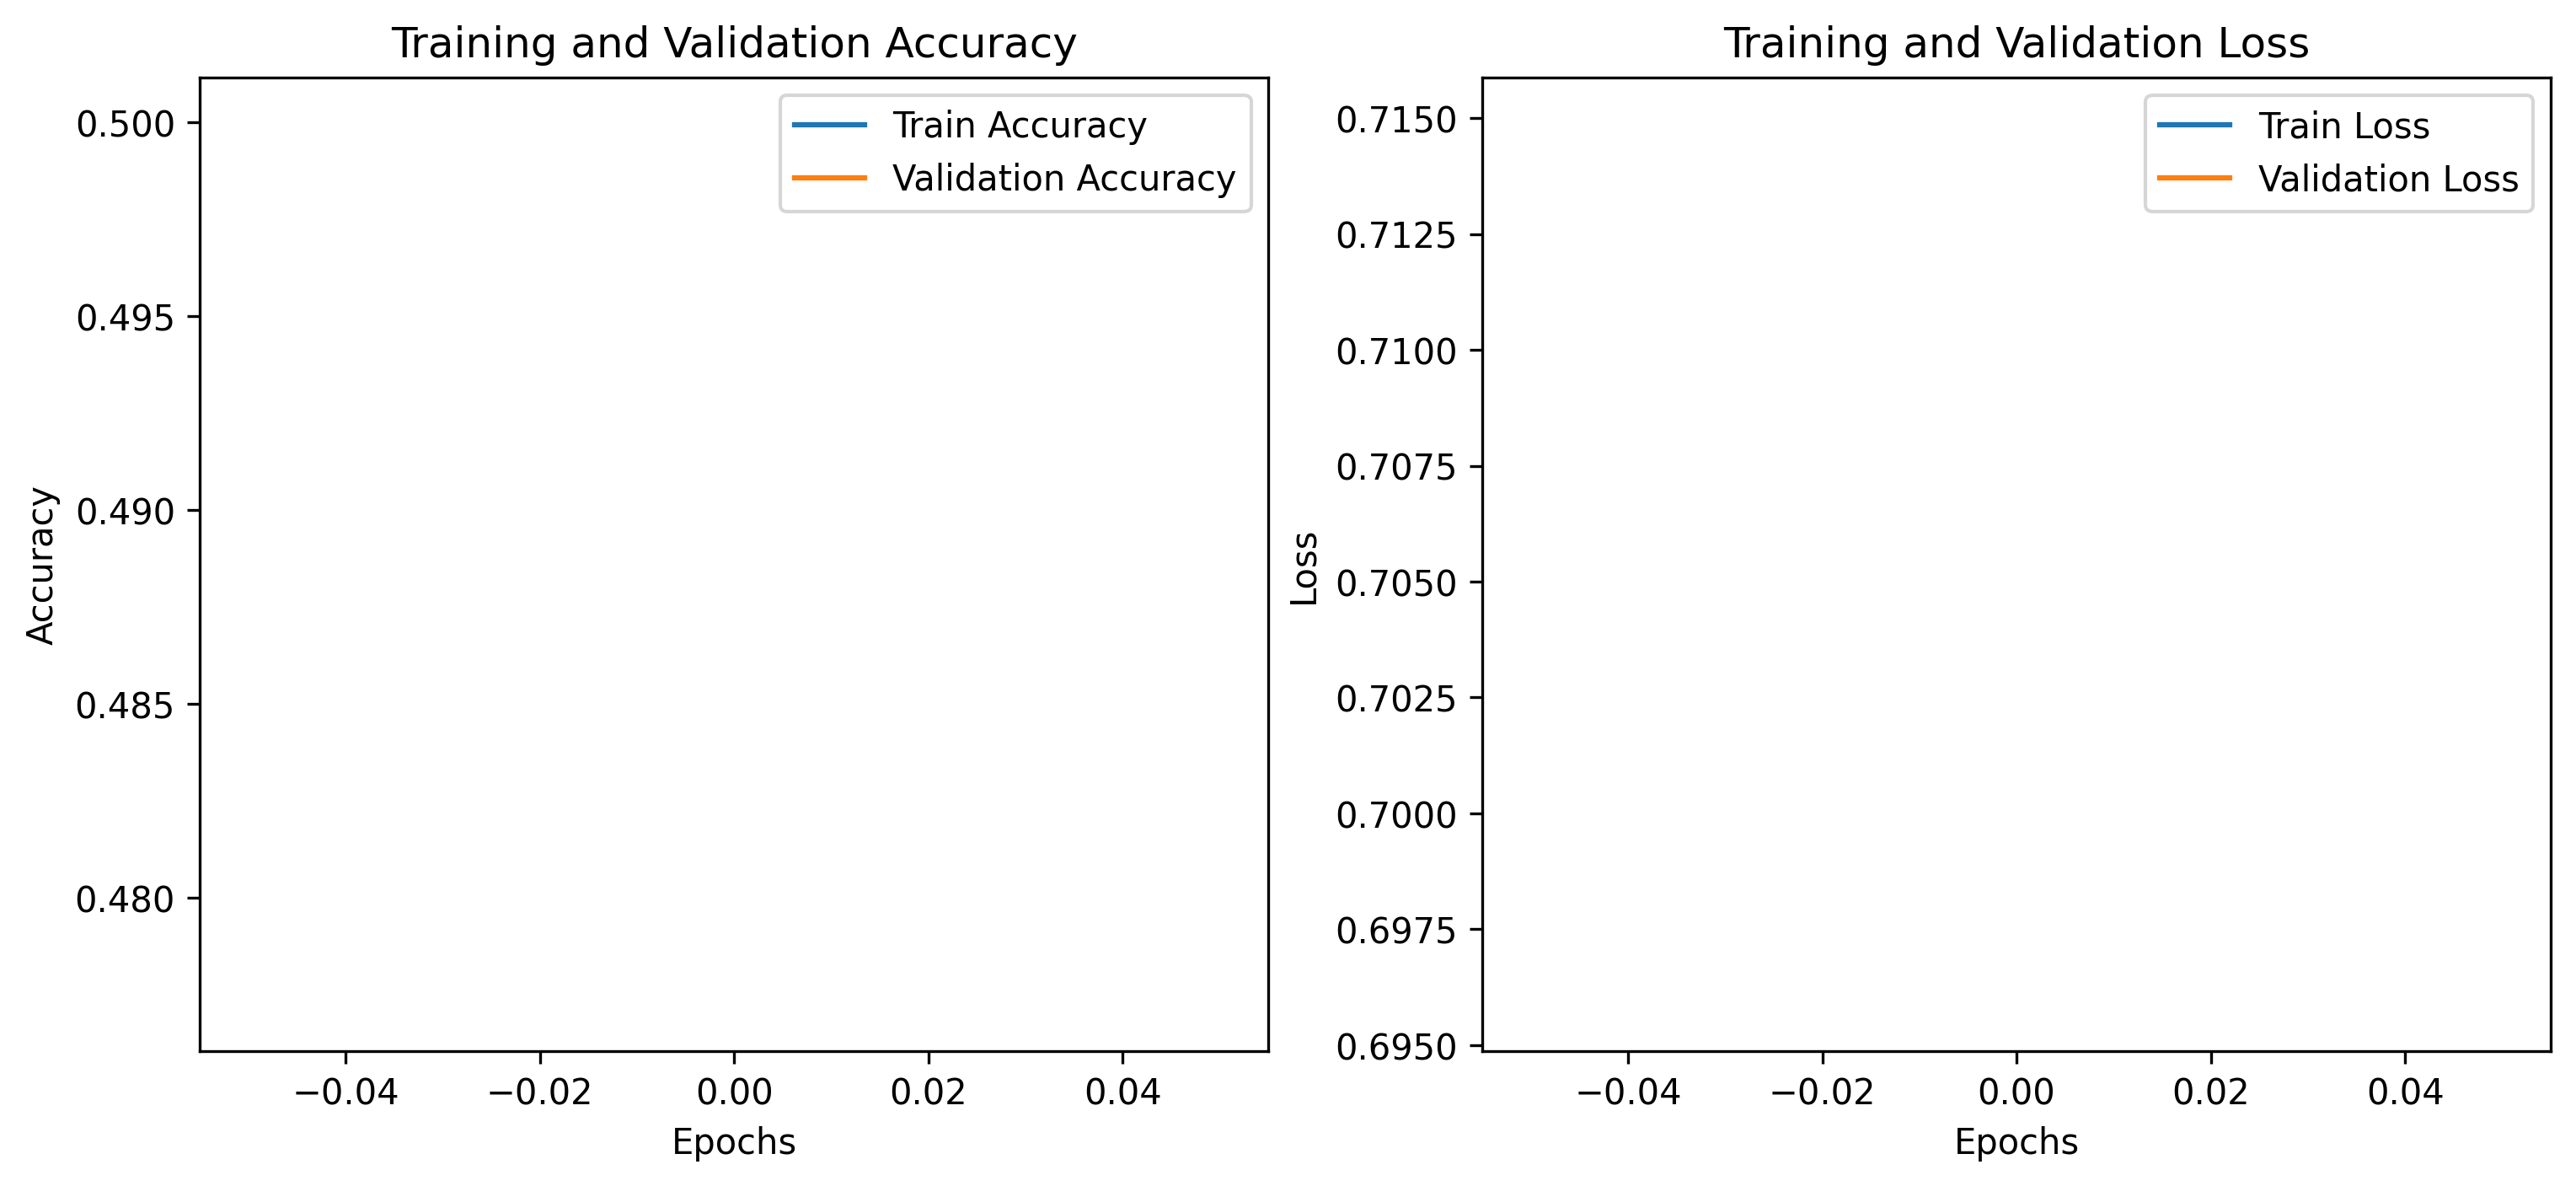 Training and Validation Accuracy
Train Accuracy
Validation Accuracy
0.500
0.495
0.490
0.485
0.480
Accuracy
−0.04
−0.02
0.00
0.02
0.04
Epochs
Training and Validation Loss
Train Loss
Validation Loss
0.7150
0.7125
0.7100
0.7075
0.7050
0.7025
0.7000
0.6975
0.6950
Loss
−0.04
−0.02
0.00
0.02
0.04
Epochs